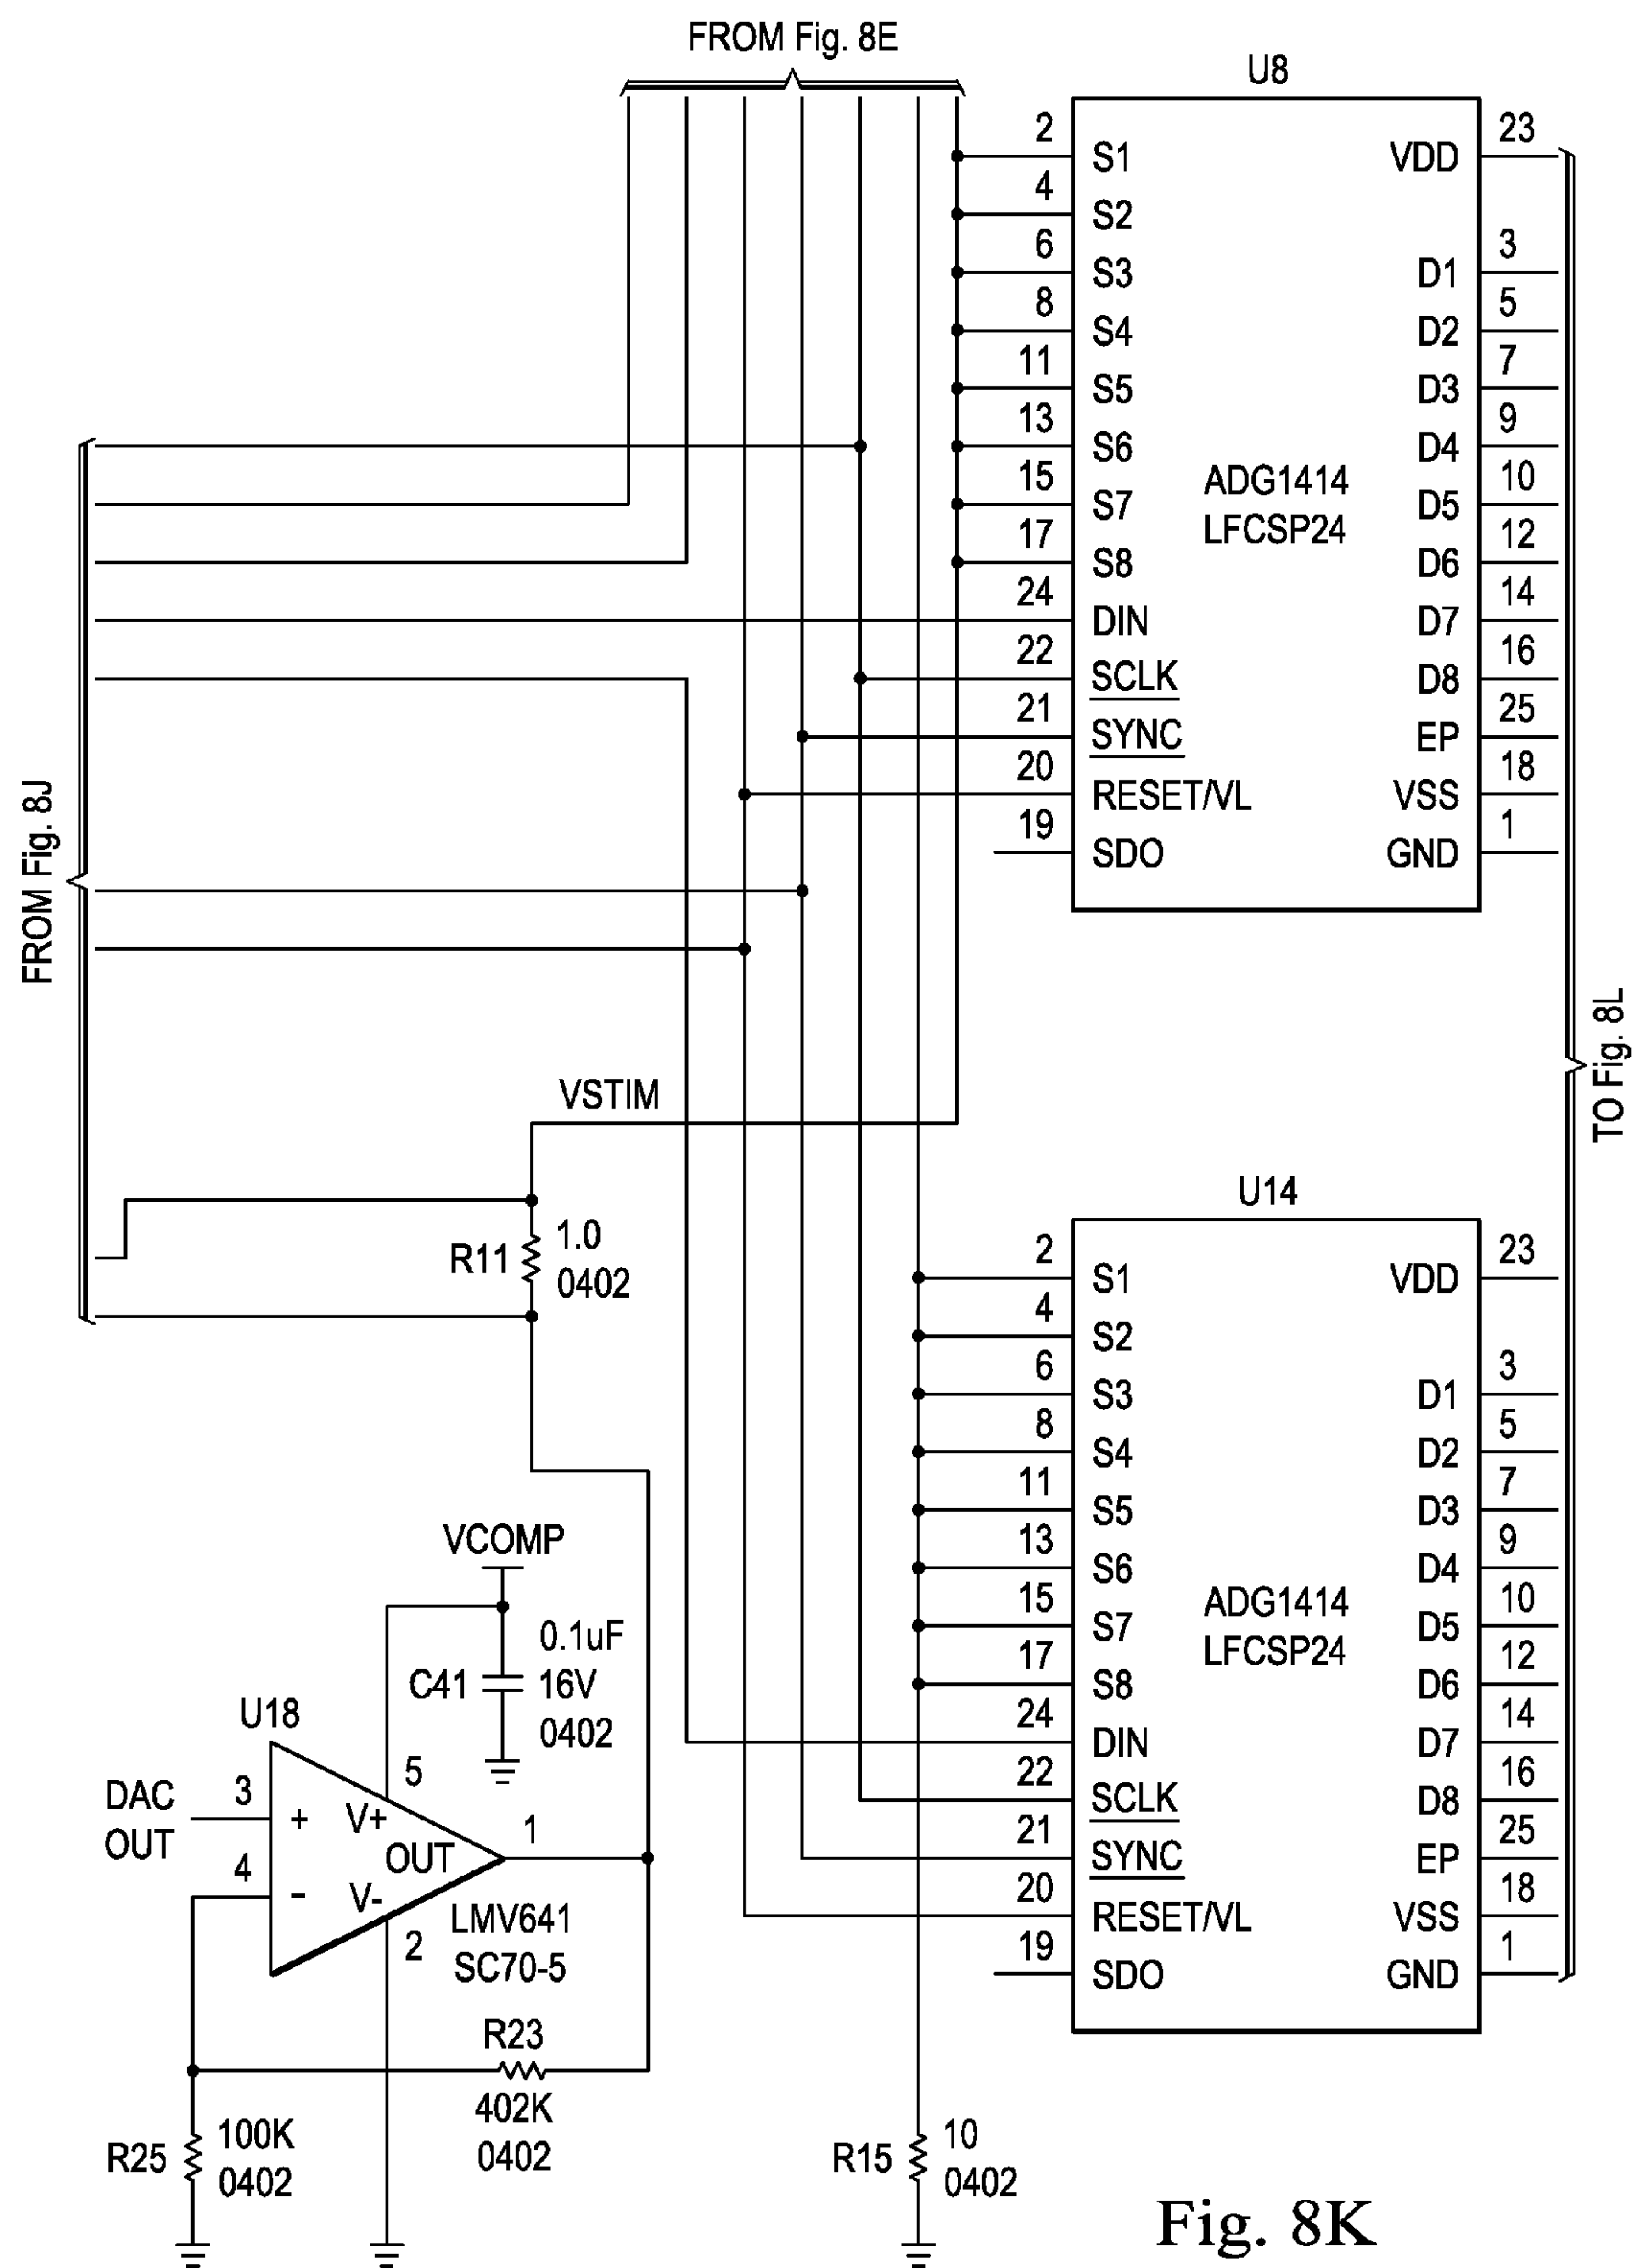 FROM Fig. 8E
U8
2 S1 VDD 23
4 S2
6 S3 D1 3
8 S4 D2 5
11 S5 D3 7
13 S6 D4 9
15 S7 ADG1414 D5 10
17 S8 LFCSP24 D6 12
24 DIN D7 14
22 SCLK D8 16
21 SYNC EP 25
20 RESET/VL VSS 18
19 SDO GND 1
FROM Fig. 8J
TO Fig. 8L
VSTIM
R11 1.0
0402
U14
2 S1 VDD 23
4 S2
6 S3 D1 3
8 S4 D2 5
11 S5 D3 7
13 S6 D4 9
15 S7 ADG1414 D5 10
17 S8 LFCSP24 D6 12
24 DIN D7 14
22 SCLK D8 16
21 SYNC EP 25
20 RESET/VL VSS 18
19 SDO GND 1
VCOMP
0.1uF
C41 16V
0402
U18
DAC
OUT
3 + V+ 5
4 - V- 2
OUT 1
LMV641
SC70-5
R23
402K
0402
R25 100K
0402
R15 10
0402
Fig. 8K